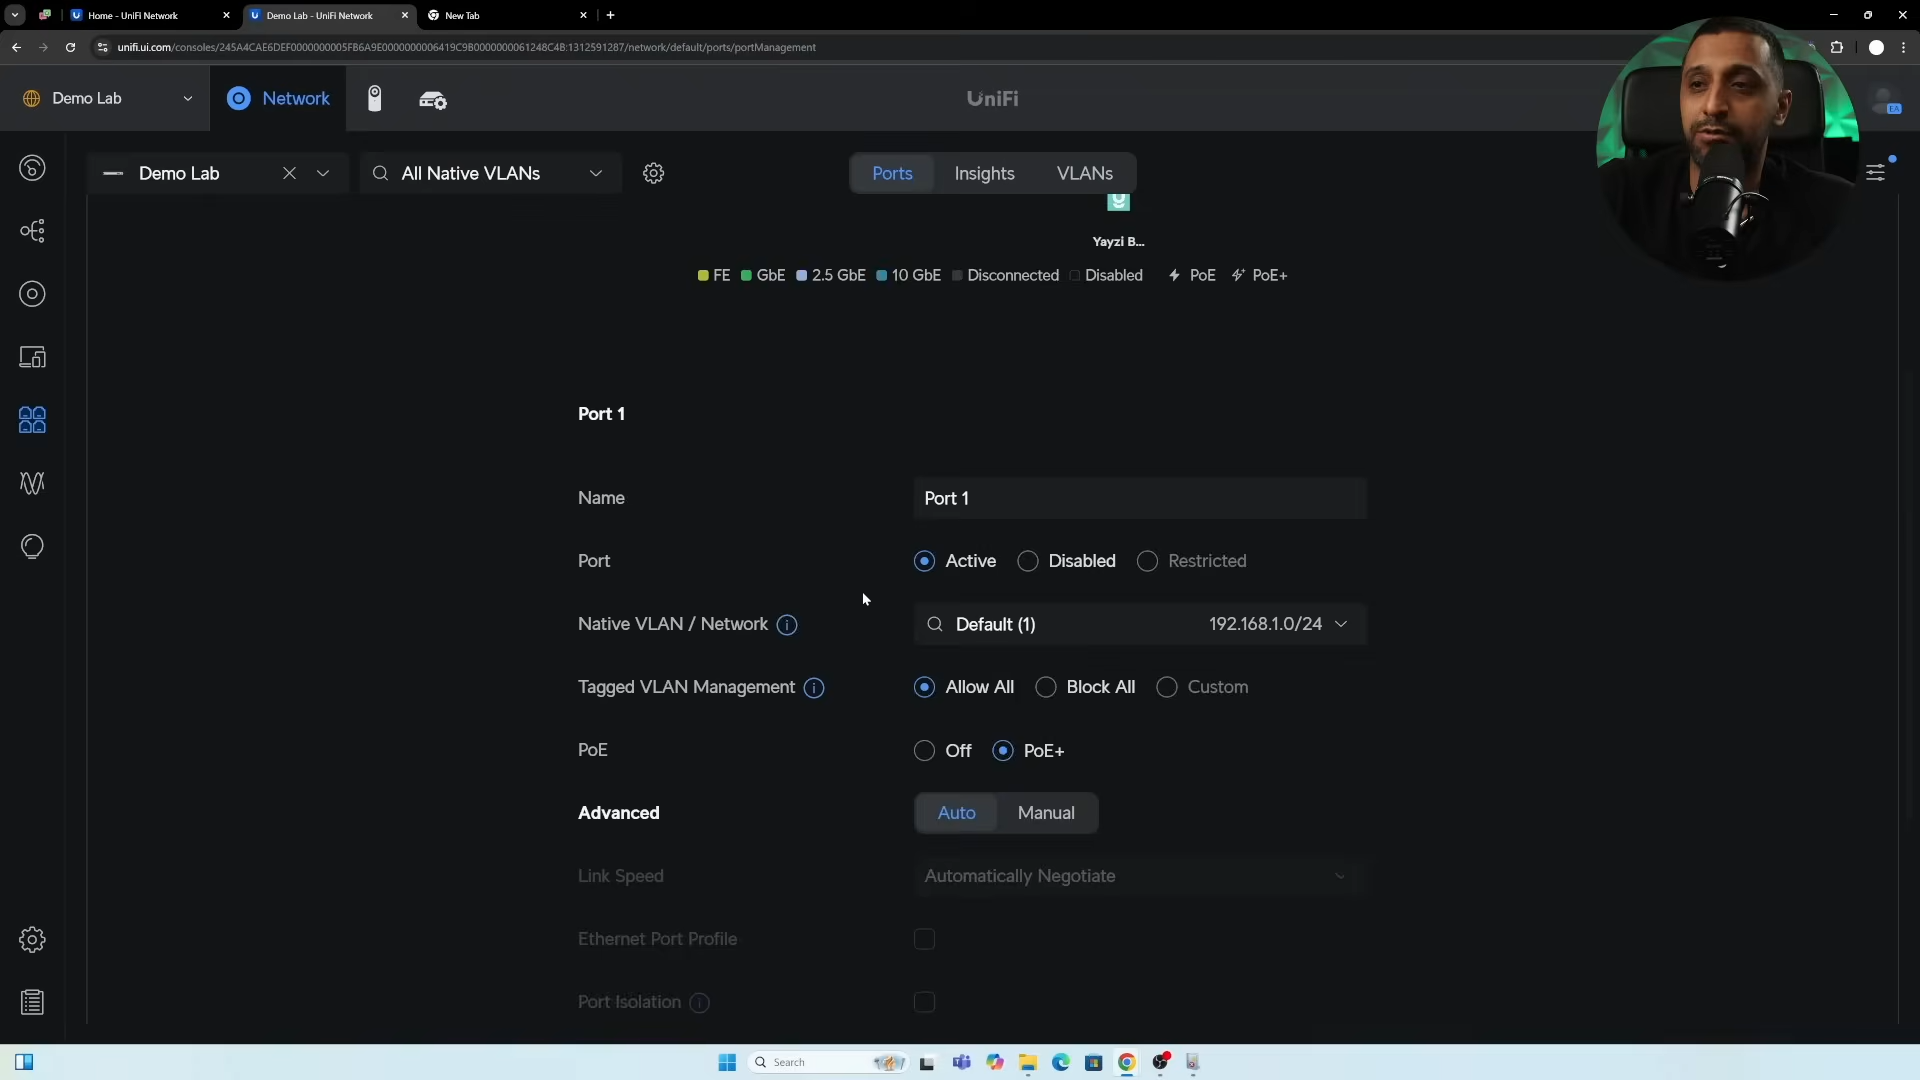 Home - UniFi Network
Demo Lab - UniFi Network
New Tab
unifi.ui.com/consoles/245A4CAE6DEF0000000005FB6A9E0000000006419C9B0000000061248C4B:1312591287/network/default/ports/portManagement
Demo Lab
Network
UniFi
EA
Demo Lab
All Native VLANs
Ports
Insights
VLANs
Yayzi B...
FE GbE 2.5 GbE 10 GbE Disconnected Disabled PoE PoE+
Port 1
Name Port 1
Port Active Disabled Restricted
Native VLAN / Network Default (1) 192.168.1.0/24
Tagged VLAN Management Allow All Block All Custom
PoE Off PoE+
Advanced Auto Manual
Link Speed Automatically Negotiate
Ethernet Port Profile
Port Isolation
Search